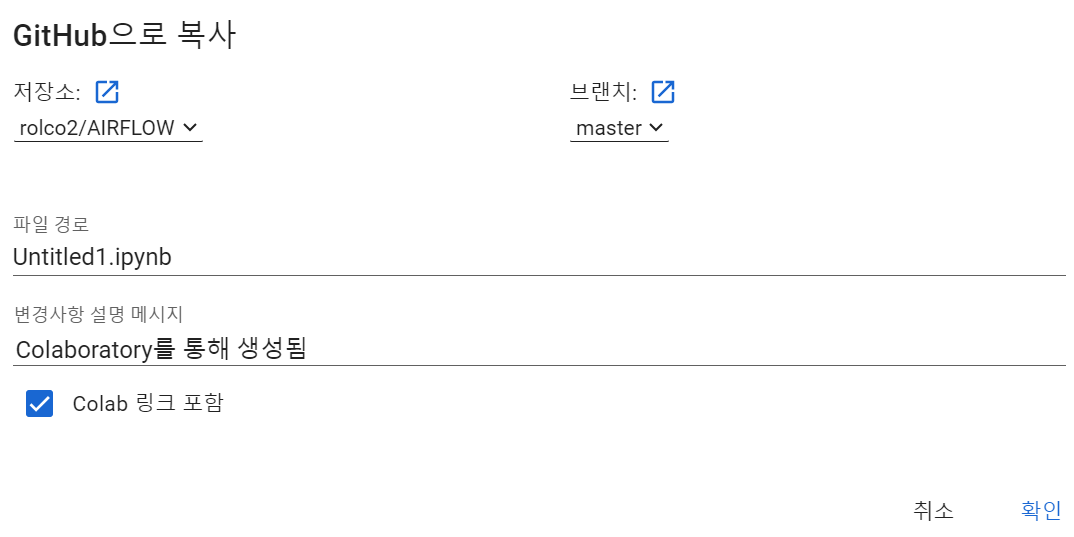 GitHub으로 복사
저장소:
rolco2/AIRFLOW
브랜치:
master
파일 경로
Untitled1.ipynb
변경사항 설명 메시지
Colaboratory를 통해 생성됨
Colab 링크 포함
취소
확인